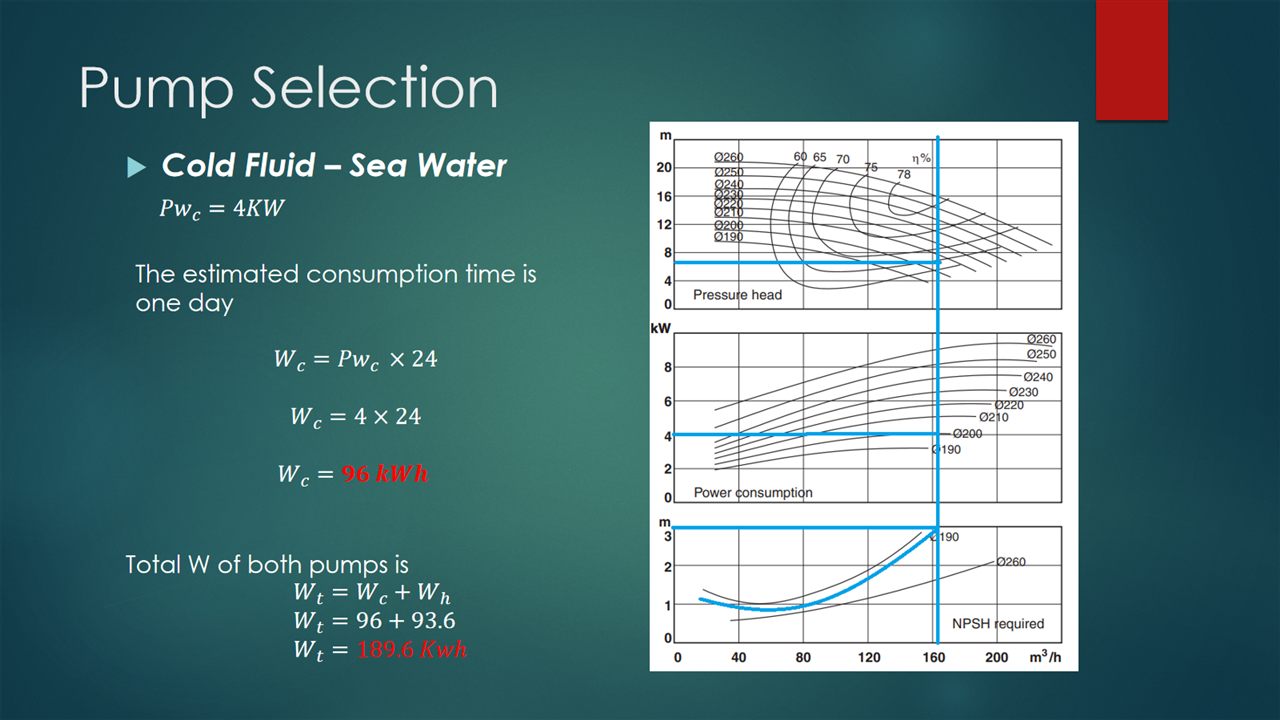 Pump Selection
Cold Fluid – Sea Water
Pw_c = 4KW
The estimated consumption time is
one day
W_c = Pw_c × 24
W_c = 4 × 24
W_c = 96 kWh
Total W of both pumps is
W_t = W_c + W_h
W_t = 96 + 93.6
W_t = 189.6 Kwh
m
20
16
12
8
4
0
Ø260
Ø250
Ø240
Ø230
Ø220
Ø210
Ø200
Ø190
60 65 70 75 78 η%
Pressure head
kW
8
6
4
2
0
Ø260
Ø250
Ø240
Ø230
Ø220
Ø210
Ø200
Ø190
Power consumption
m
3
2
1
0
Ø190
Ø260
NPSH required
0 40 80 120 160 200 m³/h